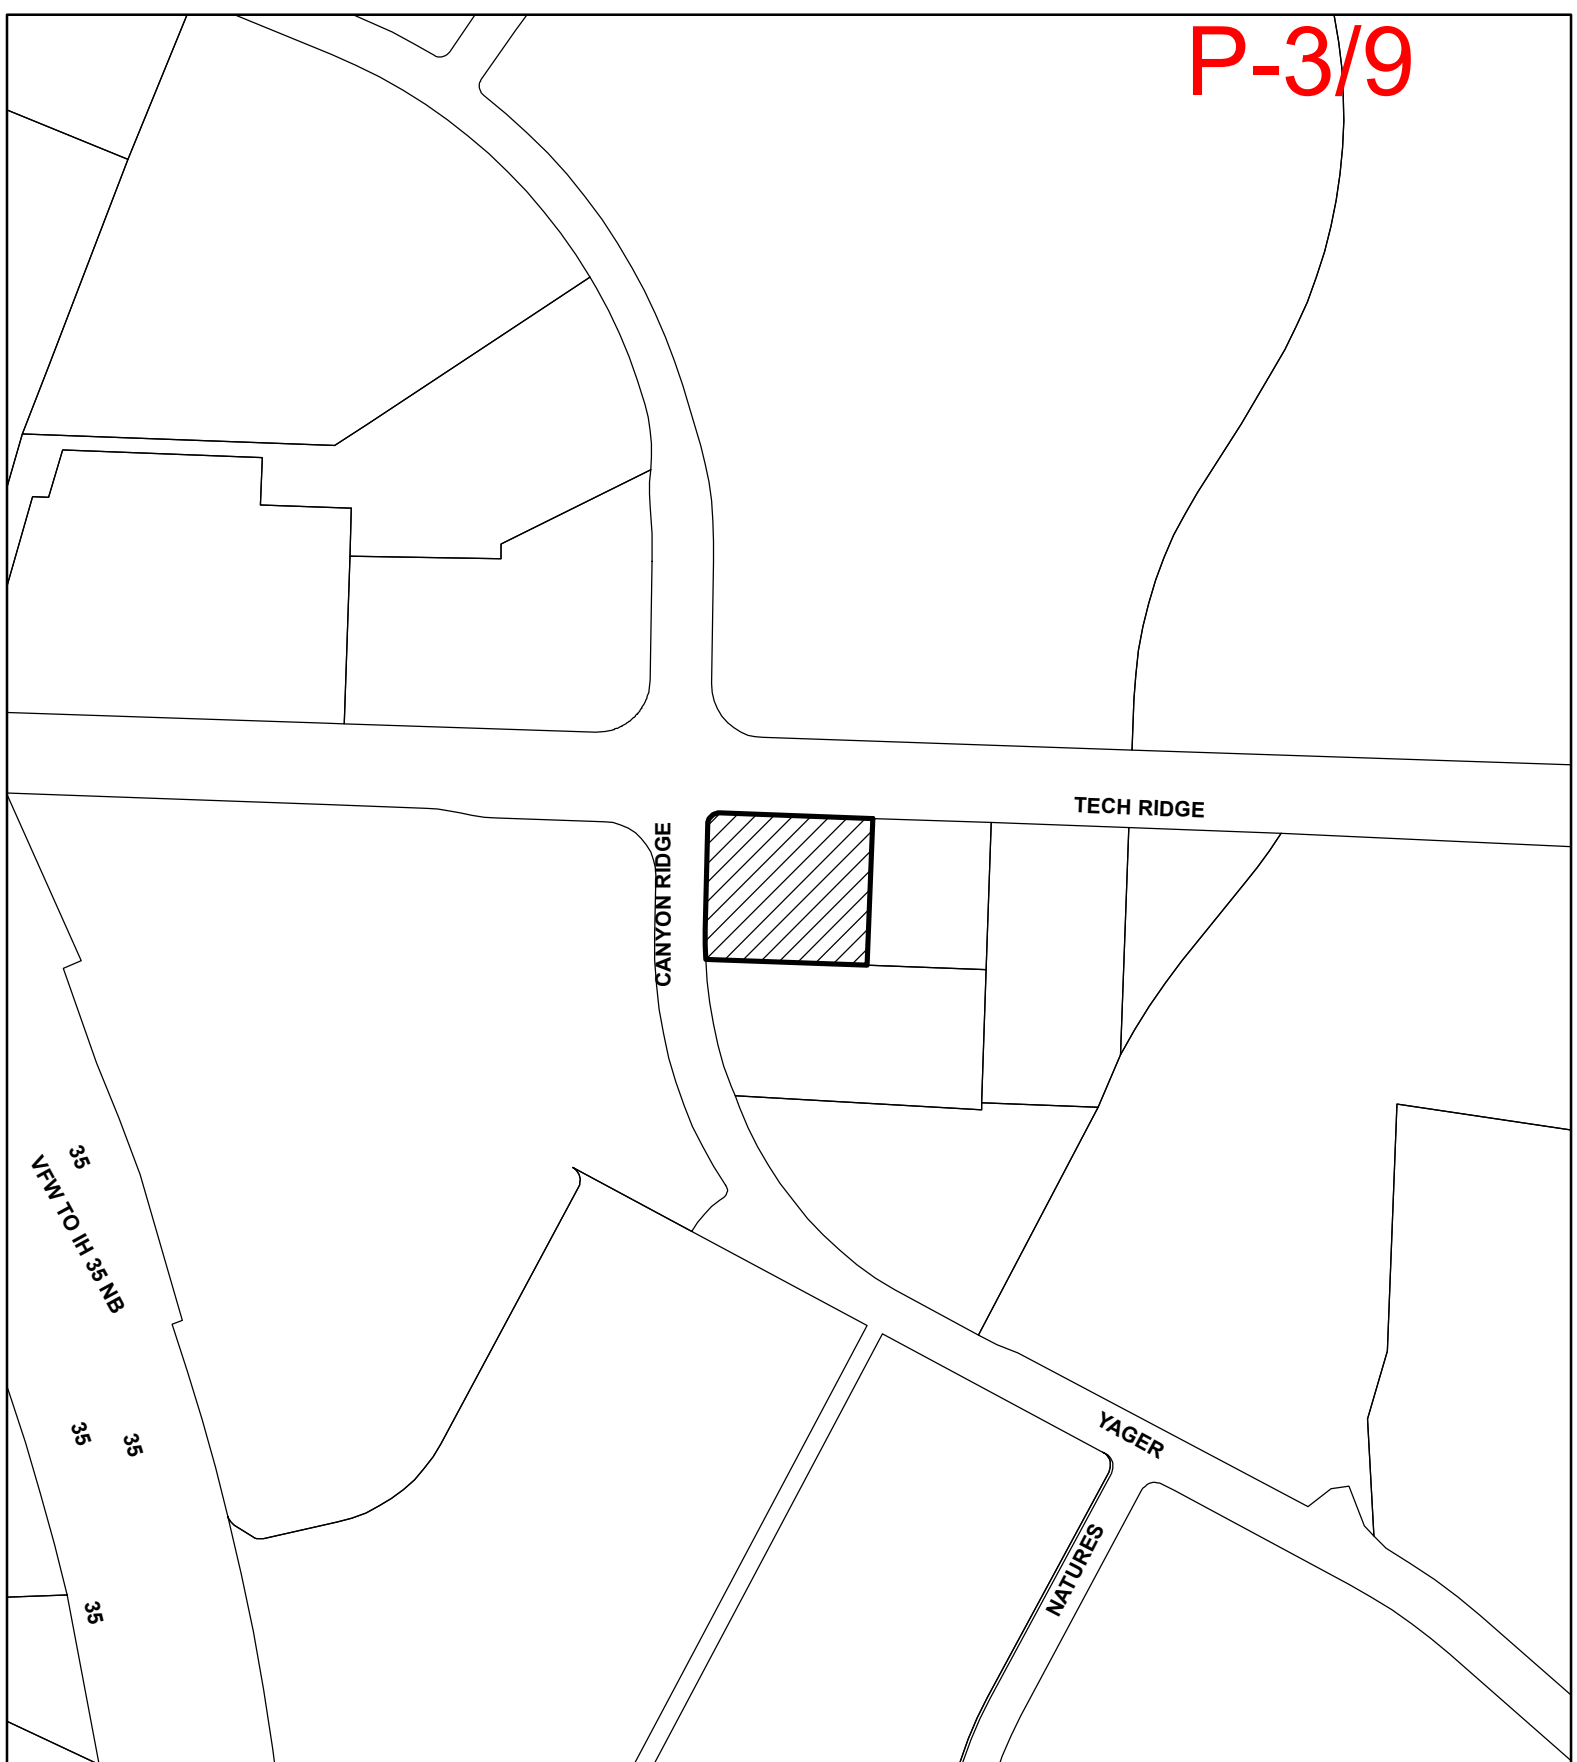 P-3/9
TECH RIDGE
CANYON RIDGE
35
VFW TO IH 35 NB
35
35
YAGER
NATURES
35